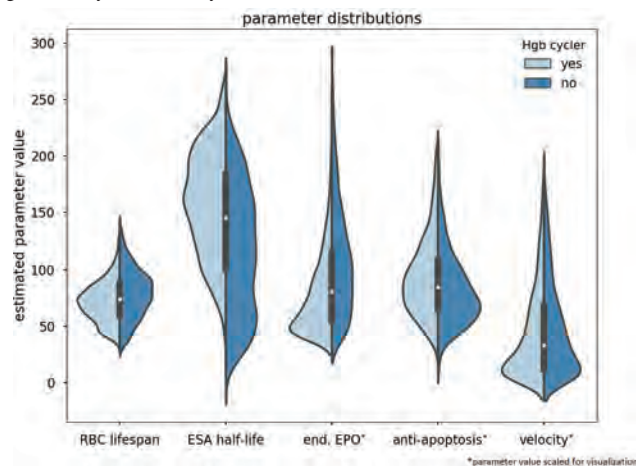 parameter distributions
300
250
200
150
100
50
0
estimated parameter value
Hgb cycler
yes
no
RBC lifespan
ESA half-life
end. EPO*
anti-apoptosis*
velocity*
*parameter value scaled for visualization